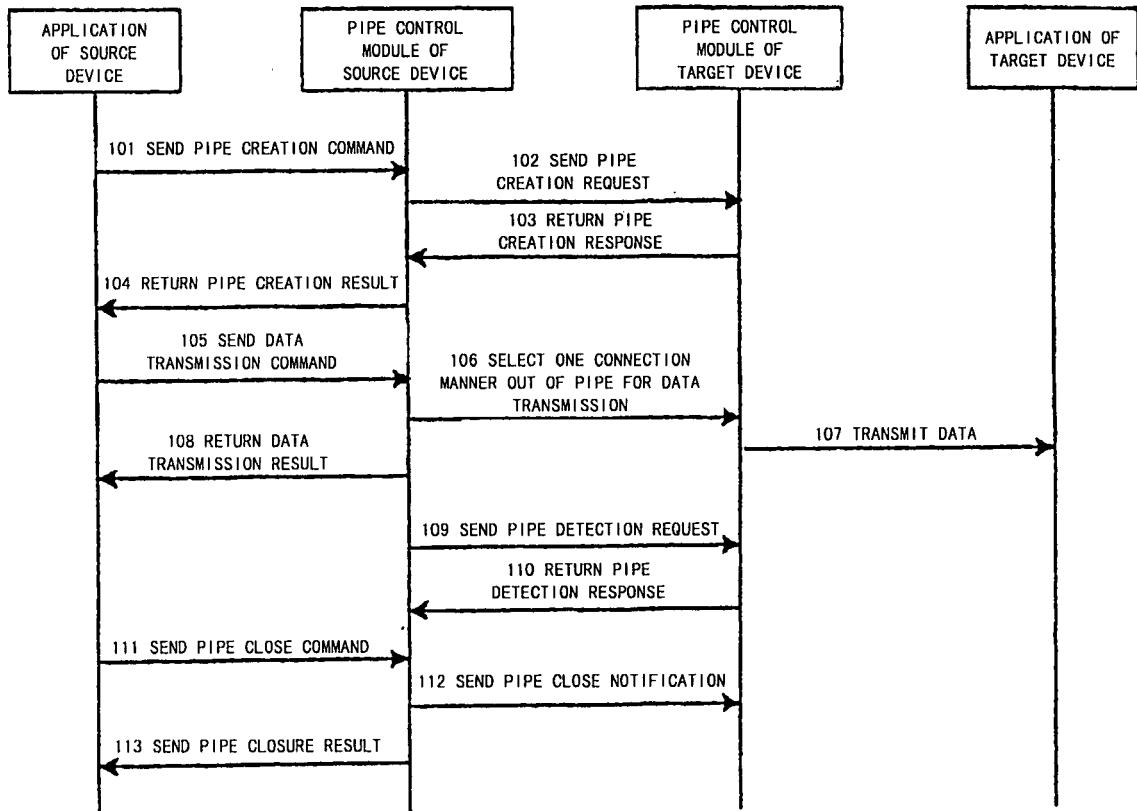 APPLICATION
OF SOURCE
DEVICE
PIPE CONTROL
MODULE OF
SOURCE DEVICE
PIPE CONTROL
MODULE OF
TARGET DEVICE
APPLICATION OF
TARGET DEVICE
101 SEND PIPE CREATION COMMAND
102 SEND PIPE
CREATION REQUEST
103 RETURN PIPE
CREATION RESPONSE
104 RETURN PIPE CREATION RESULT
105 SEND DATA
TRANSMISSION COMMAND
106 SELECT ONE CONNECTION
MANNER OUT OF PIPE FOR DATA
TRANSMISSION
107 TRANSMIT DATA
108 RETURN DATA
TRANSMISSION RESULT
109 SEND PIPE DETECTION REQUEST
110 RETURN PIPE
DETECTION RESPONSE
111 SEND PIPE CLOSE COMMAND
112 SEND PIPE CLOSE NOTIFICATION
113 SEND PIPE CLOSURE RESULT